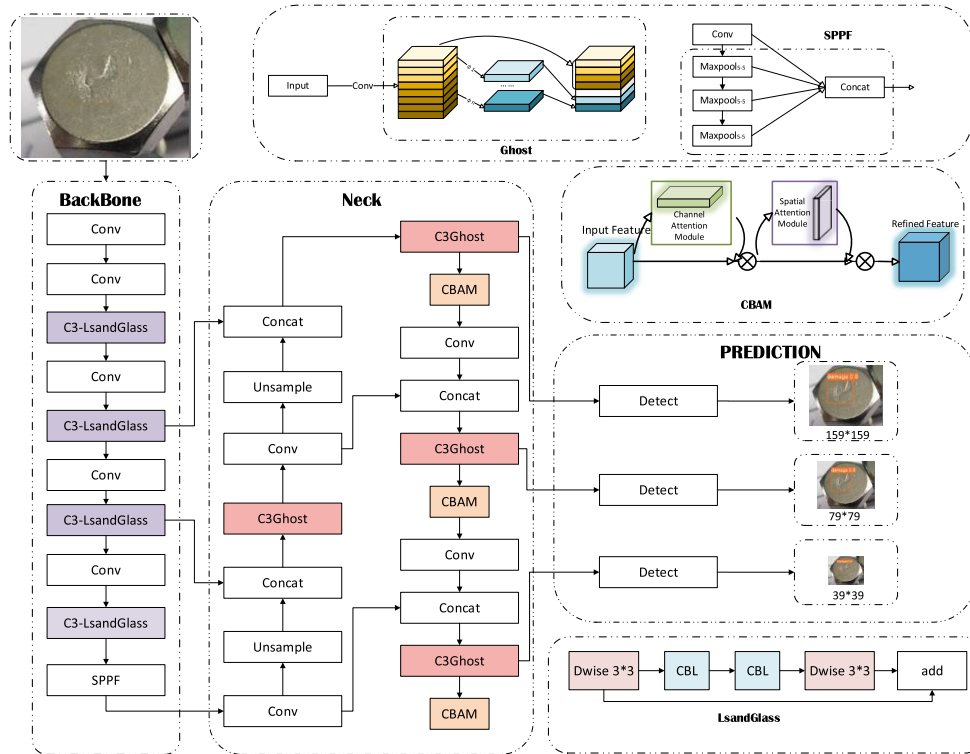 Input
Conv
Ghost
SPPF
Conv
Maxpool5-5
Maxpool5-5
Maxpool5-5
Concat
BackBone
Conv
Conv
C3-LsandGlass
Conv
C3-LsandGlass
Conv
C3-LsandGlass
Conv
C3-LsandGlass
SPPF
Neck
Concat
Unsample
Conv
C3Ghost
Concat
Unsample
Conv
C3Ghost
CBAM
Conv
Concat
C3Ghost
CBAM
Conv
Concat
C3Ghost
CBAM
Input Feature
Channel
Attention
Module
Spatial
Attention
Module
Refined Feature
CBAM
PREDICTION
Detect
159*159
Detect
79*79
Detect
39*39
Dwise 3*3
CBL
CBL
Dwise 3*3
add
LsandGlass